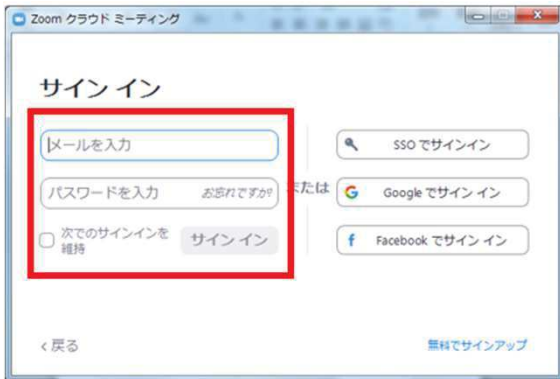 Zoom クラウド ミーティング
サイン イン
メールを入力
パスワードを入力 お忘れですか?
次でのサインインを
維持
サイン イン
または
SSO でサインイン
Google でサイン イン
Facebook でサイン イン
<戻る
無料でサインアップ